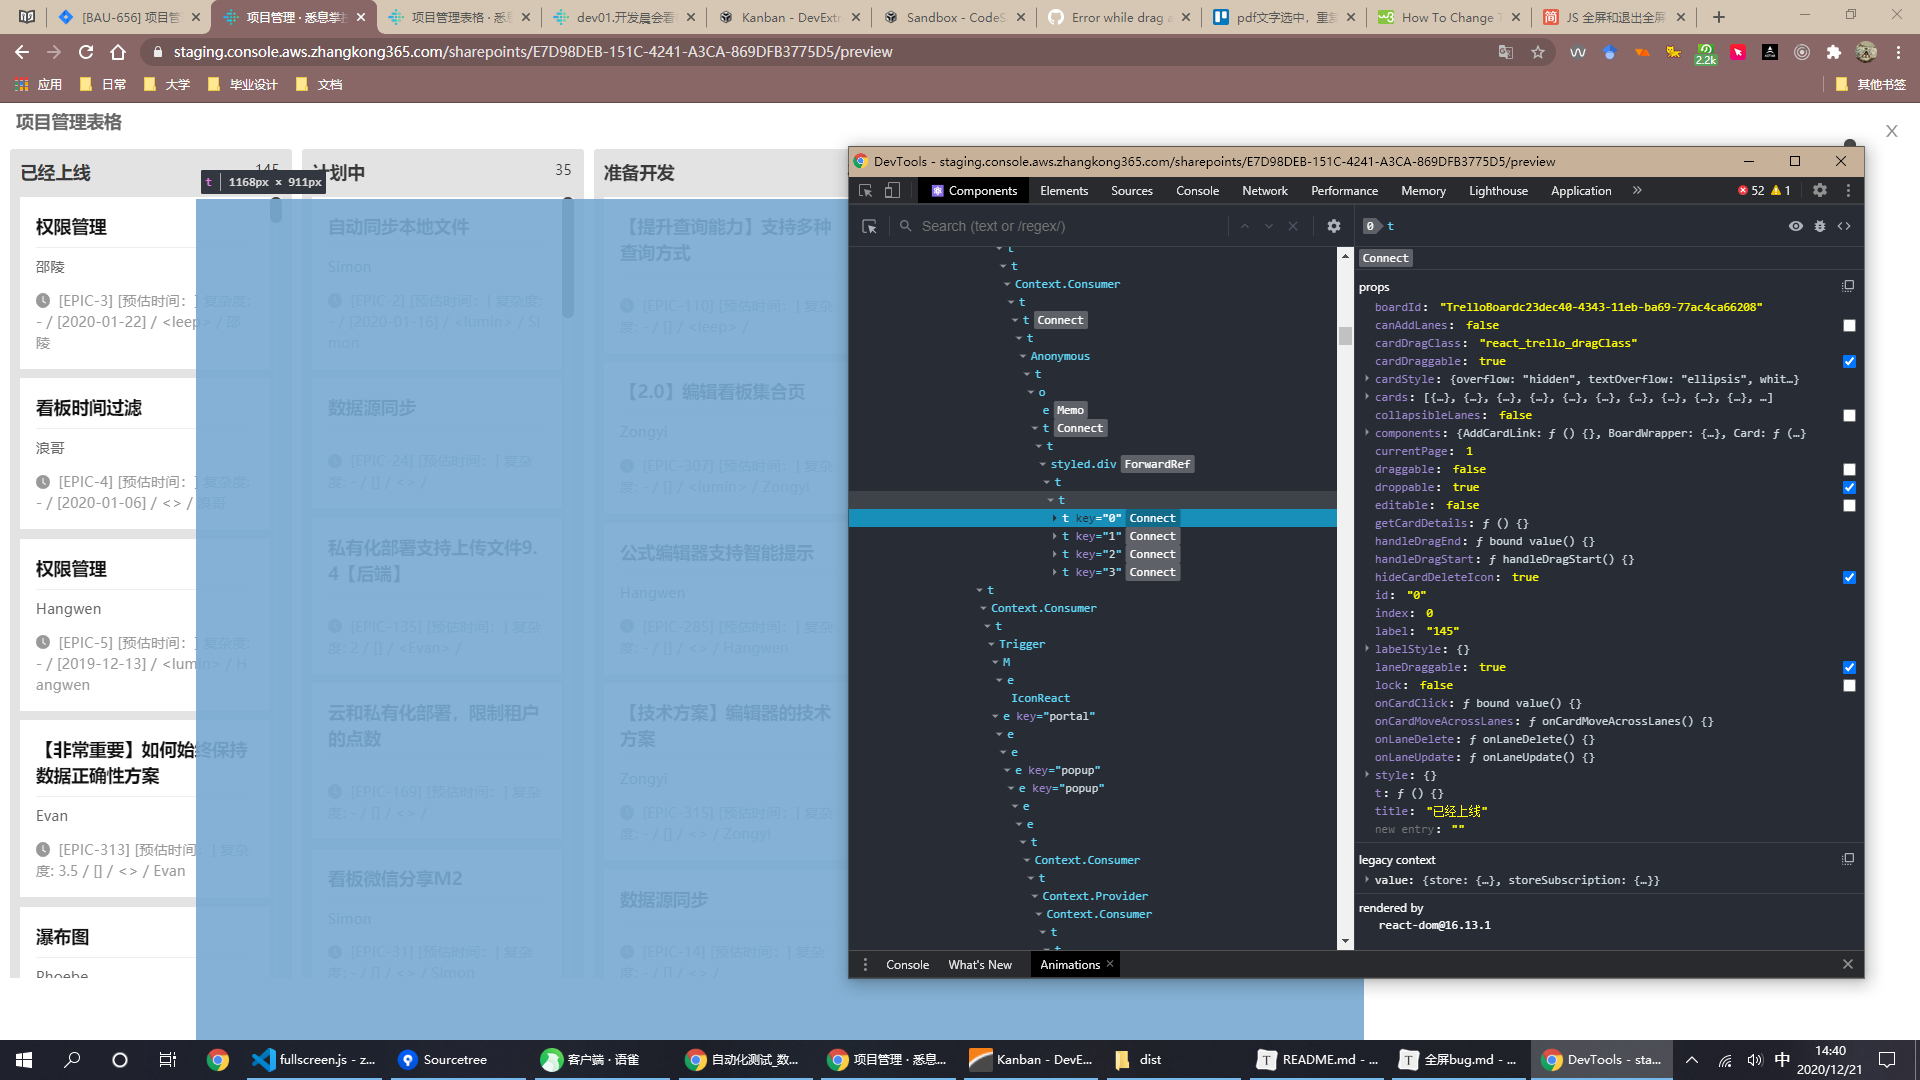 [BAU-656] 项目管
项目管理 · 悉息掌控
项目管理表格 · 悉息
dev01.开发晨会看
Kanban - DevExtr
Sandbox - CodeS
Error while drag a
pdf文字选中，重复
How To Change T
JS 全屏和退出全屏
staging.console.aws.zhangkong365.com/sharepoints/E7D98DEB-151C-4241-A3CA-869DFB3775D5/preview
2.2k
应用
日常
大学
毕业设计
文档
其他书签
项目管理表格
X
已经上线
145
t 1168px × 911px
权限管理
邵陵
[EPIC-3] [预估时间：] 复杂度:
- / [2020-01-22] / <leep> / 邵
陵
看板时间过滤
浪哥
[EPIC-4] [预估时间：] 复杂度:
- / [2020-01-06] / <> / 浪哥
权限管理
Hangwen
[EPIC-5] [预估时间：] 复杂度:
- / [2019-12-13] / <lumin> / H
angwen
【非常重要】如何始终保持
数据正确性方案
Evan
[EPIC-313] [预估时间：] 复杂
度: 3.5 / [] / <> / Evan
瀑布图
Phoebe
计划中
35
自动同步本地文件
Simon
[EPIC-2] [预估时间：] 复杂度:
- / [2020-01-16] / <lumin> / Si
mon
数据源同步
[EPIC-24] [预估时间：] 复杂
度: - / [] / <> /
私有化部署支持上传文件9.
4【后端】
[EPIC-135] [预估时间：] 复杂
度: 2 / [] / <Evan> /
云和私有化部署，限制租户
的点数
[EPIC-169] [预估时间：] 复杂
度: - / [] / <> /
看板微信分享M2
Simon
[EPIC-31] [预估时间：] 复杂
度: - / [] / <> / Simon
准备开发
【提升查询能力】支持多种
查询方式
[EPIC-110] [预估时间：] 复杂
度: - / [] / <leep> /
【2.0】编辑看板集合页
Zongyi
[EPIC-307] [预估时间：] 复杂
度: - / [] / <lumin> / Zongyi
公式编辑器支持智能提示
Hangwen
[EPIC-285] [预估时间：] 复杂
度: - / [] / <> / Hangwen
【技术方案】编辑器的技术
方案
Zongyi
[EPIC-315] [预估时间：] 复杂
度: - / [] / <> / Zongyi
数据源同步
[EPIC-14] [预估时间：] 复杂
度: - / [] / <> /
DevTools - staging.console.aws.zhangkong365.com/sharepoints/E7D98DEB-151C-4241-A3CA-869DFB3775D5/preview
Components Elements Sources Console Network Performance Memory Lighthouse Application » 52 1
Search (text or /regex/)
t
t
Context.Consumer
t
t Connect
t
Anonymous
t
o
e Memo
t Connect
t
styled.div ForwardRef
t
t
t key="0" Connect
t key="1" Connect
t key="2" Connect
t key="3" Connect
t
Context.Consumer
t
Trigger
M
e
IconReact
e key="portal"
e
e
e key="popup"
e key="popup"
e
e
t
Context.Consumer
t
Context.Provider
Context.Consumer
t
t
0 t
Connect
props
boardId: "TrelloBoardc23dec40-4343-11eb-ba69-77ac4ca66208"
canAddLanes: false
cardDragClass: "react_trello_dragClass"
cardDraggable: true
cardStyle: {overflow: "hidden", textOverflow: "ellipsis", whit…}
cards: [{…}, {…}, {…}, {…}, {…}, {…}, {…}, {…}, {…}, {…}, …]
collapsibleLanes: false
components: {AddCardLink: ƒ () {}, BoardWrapper: {…}, Card: ƒ (…}
currentPage: 1
draggable: false
droppable: true
editable: false
getCardDetails: ƒ () {}
handleDragEnd: ƒ bound value() {}
handleDragStart: ƒ handleDragStart() {}
hideCardDeleteIcon: true
id: "0"
index: 0
label: "145"
labelStyle: {}
laneDraggable: true
lock: false
onCardClick: ƒ bound value() {}
onCardMoveAcrossLanes: ƒ onCardMoveAcrossLanes() {}
onLaneDelete: ƒ onLaneDelete() {}
onLaneUpdate: ƒ onLaneUpdate() {}
style: {}
t: ƒ () {}
title: "已经上线"
new entry: ""
legacy context
value: {store: {…}, storeSubscription: {…}}
rendered by
react-dom@16.13.1
Console What's New Animations ×
fullscreen.js - z...
Sourcetree
客户端 · 语雀
自动化测试_数...
项目管理 · 悉息...
Kanban - DevE...
dist
README.md - ...
全屏bug.md - ...
DevTools - sta...
中
14:40
2020/12/21